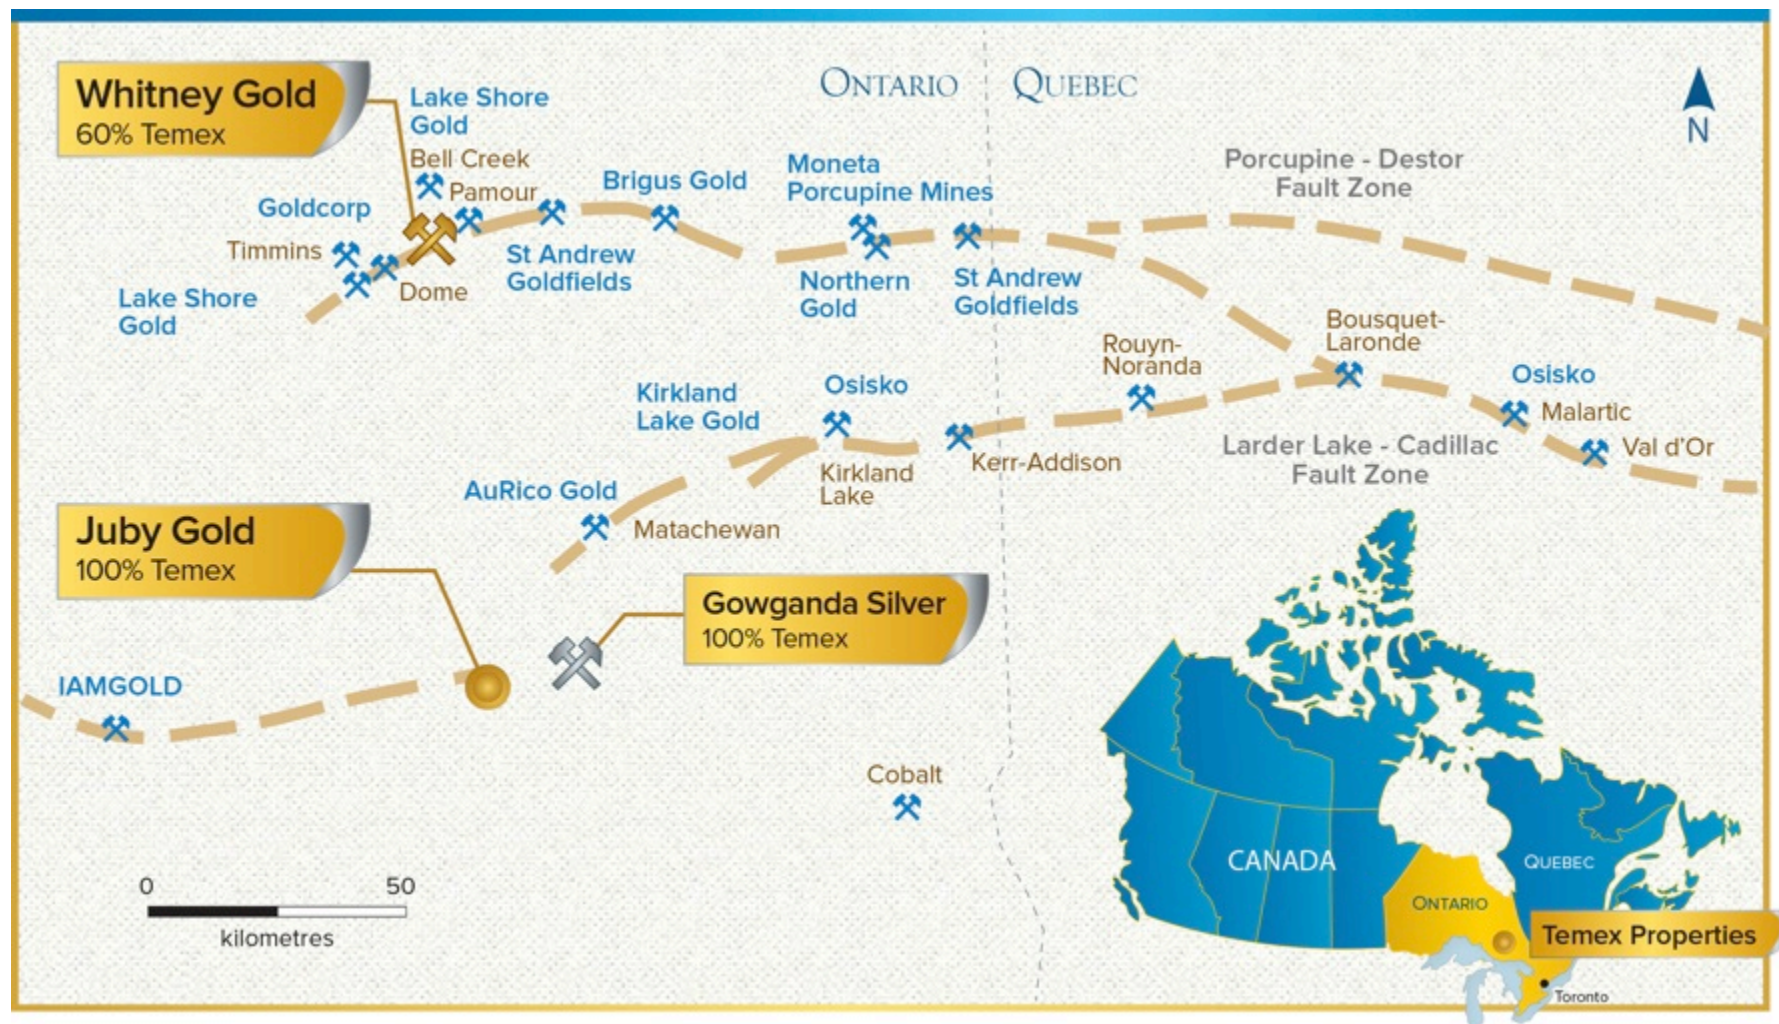 ONTARIO
QUEBEC
N
Whitney Gold
60% Temex
Lake Shore
Gold
Bell Creek
Pamour
Goldcorp
Timmins
Lake Shore
Gold
Dome
St Andrew
Goldfields
Brigus Gold
Moneta
Porcupine Mines
Northern
Gold
St Andrew
Goldfields
Porcupine - Destor
Fault Zone
Rouyn-
Noranda
Bousquet-
Laronde
Osisko
Malartic
Val d'Or
Larder Lake - Cadillac
Fault Zone
Kirkland
Lake Gold
Osisko
Kirkland
Lake
Kerr-Addison
AuRico Gold
Matachewan
Juby Gold
100% Temex
Gowganda Silver
100% Temex
IAMGOLD
Cobalt
0
50
kilometres
CANADA
QUEBEC
ONTARIO
Temex Properties
Toronto